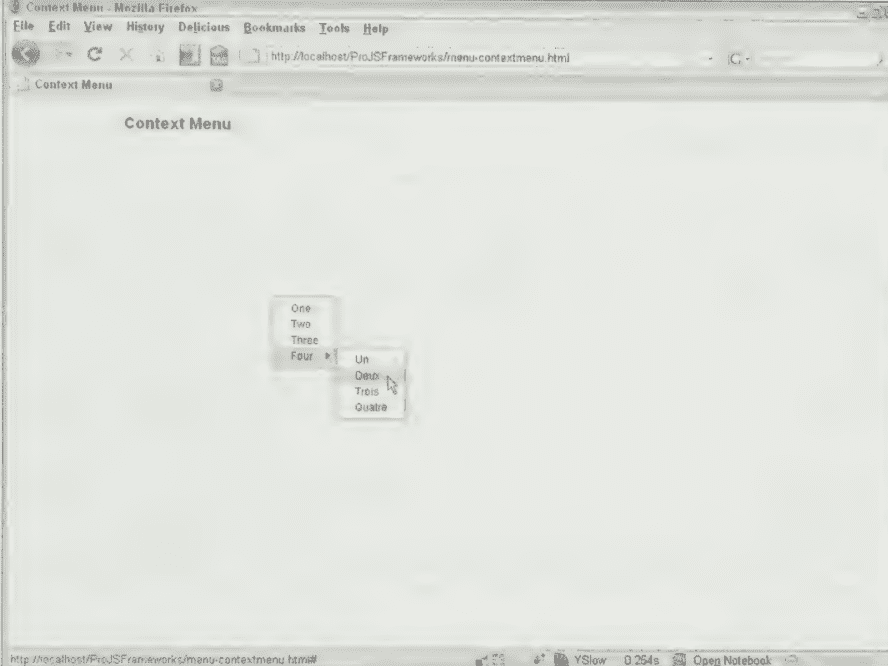 Context Menu - Mozilla Firefox
File Edit View History Delicious Bookmarks Tools Help
http://localhost/ProJSFrameworks/menu-contextmenu.html
Context Menu
Context Menu
One
Two
Three
Four
Un
Deux
Trois
Quatre
http://localhost/ProJSFrameworks/menu-contextmenu.html# YSlow 0.264s Open Notebook